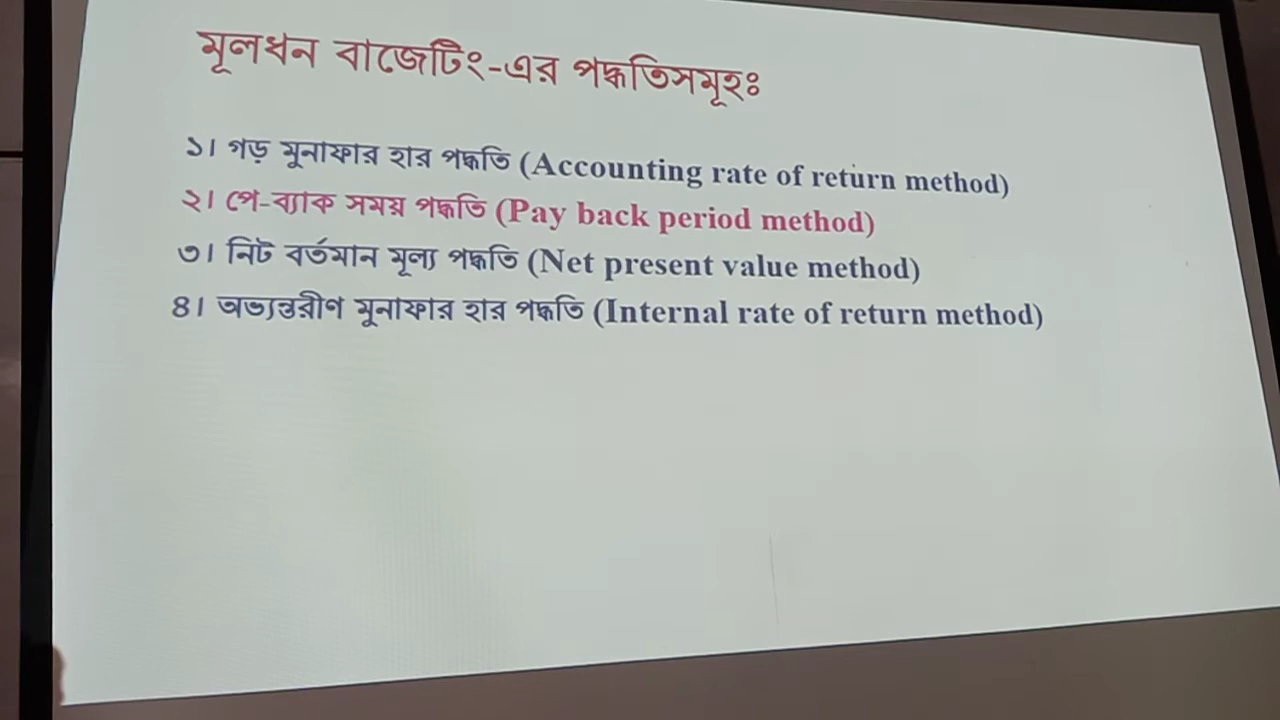 মূলধন বাজেটিং-এর পদ্ধতিসমূহঃ
১। গড় মুনাফার হার পদ্ধতি (Accounting rate of return method)
২। পে-ব্যাক সময় পদ্ধতি (Pay back period method)
৩। নিট বর্তমান মূল্য পদ্ধতি (Net present value method)
৪। অভ্যন্তরীণ মুনাফার হার পদ্ধতি (Internal rate of return method)